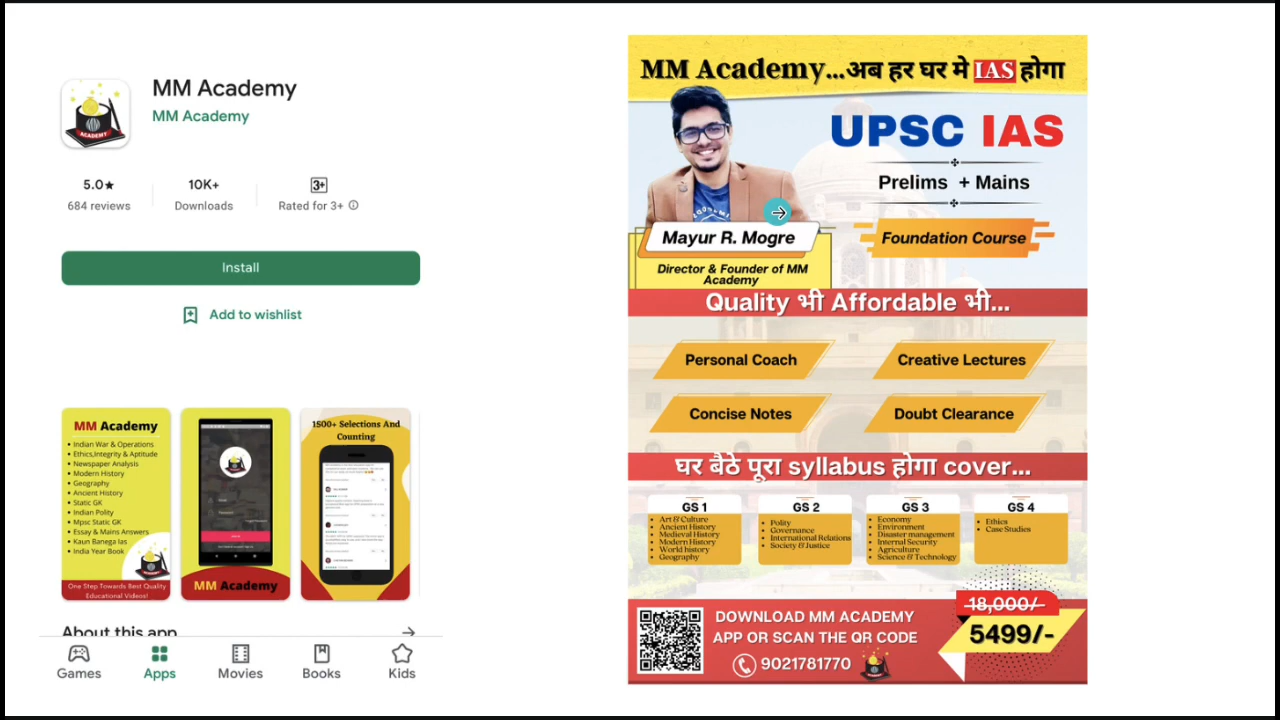 MM Academy
MM Academy
ACADEMY
5.0★
684 reviews
10K+
Downloads
3+
Rated for 3+
Install
Add to wishlist
MM Academy
Indian War & Operations
Ethics,Integrity & Aptitude
Newspaper Analysis
Modern History
Geography
Ancient History
Static GK
Indian Polity
Mpsc Static GK
Essay & Mains Answers
Kaun Banega Ias
India Year Book
One Step Towards Best Quality
Educational Videos!
MM Academy
1500+ Selections And
Counting
About this app
Games
Apps
Movies
Books
Kids
MM Academy...अब हर घर मे IAS होगा
UPSC IAS
Prelims + Mains
Foundation Course
Mayur R. Mogre
Director & Founder of MM
Academy
Quality भी Affordable भी...
Personal Coach
Creative Lectures
Concise Notes
Doubt Clearance
घर बैठे पूरा syllabus होगा cover...
GS 1
Art & Culture
Ancient History
Medieval History
Modern History
World history
Geography
GS 2
Polity
Governance
International Relations
Society & Justice
GS 3
Economy
Environment
Disaster management
Internal Security
Agriculture
Science & Technology
GS 4
Ethics
Case Studies
DOWNLOAD MM ACADEMY
APP OR SCAN THE QR CODE
9021781770
18,000/-
5499/-